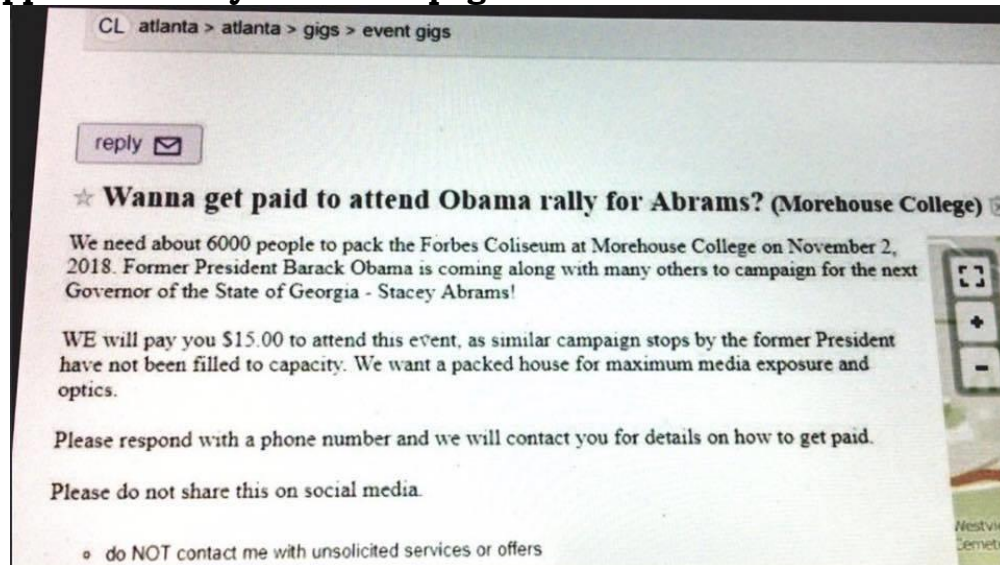 CL atlanta > atlanta > gigs > event gigs
reply
☆ Wanna get paid to attend Obama rally for Abrams? (Morehouse College)
We need about 6000 people to pack the Forbes Coliseum at Morehouse College on November 2,
2018. Former President Barack Obama is coming along with many others to campaign for the next
Governor of the State of Georgia - Stacey Abrams!
WE will pay you $15.00 to attend this event, as similar campaign stops by the former President
have not been filled to capacity. We want a packed house for maximum media exposure and
optics.
Please respond with a phone number and we will contact you for details on how to get paid.
Please do not share this on social media.
do NOT contact me with unsolicited services or offers
+
-